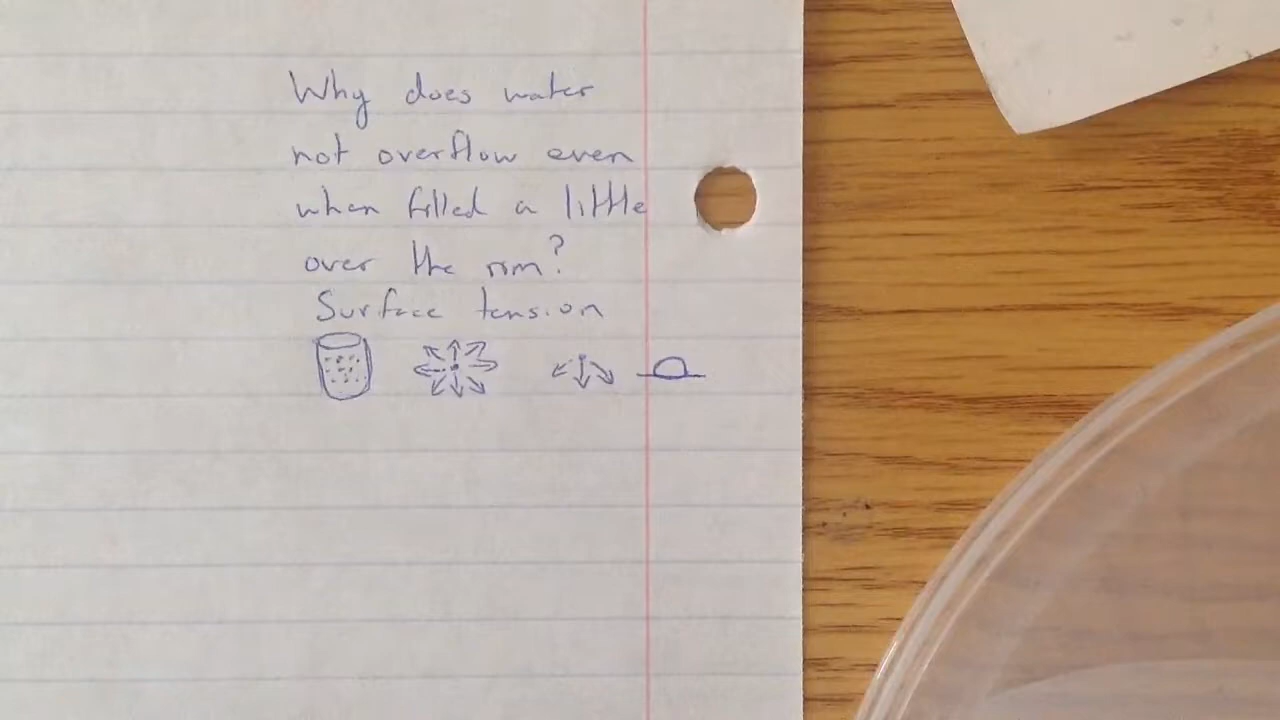 Why does water
not overflow even
when filled a little
over the rim?
Surface tension